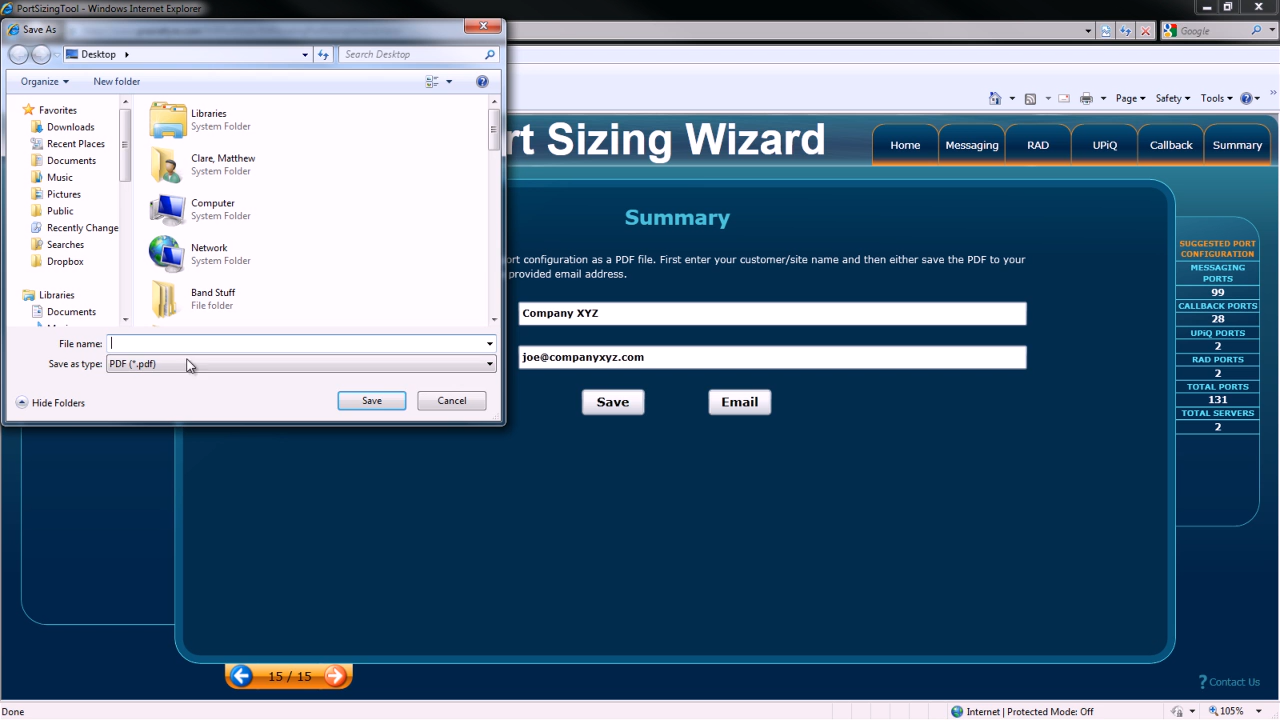 PortSizingTool - Windows Internet Explorer
Save As
Desktop
Search Desktop
Google
Organize
New folder
Page
Safety
Tools
Favorites
Downloads
Recent Places
Documents
Music
Pictures
Public
Recently Change
Searches
Dropbox
Libraries
Documents
Libraries
System Folder
Clare, Matthew
System Folder
Computer
System Folder
Network
System Folder
Band Stuff
File folder
File name:
Save as type: PDF (*.pdf)
Hide Folders
Save
Cancel
rt Sizing Wizard
Home
Messaging
RAD
UPiQ
Callback
Summary
Summary
ort configuration as a PDF file. First enter your customer/site name and then either save the PDF to your
provided email address.
Company XYZ
joe@companyxyz.com
Save
Email
SUGGESTED PORT
CONFIGURATION
MESSAGING
PORTS
99
CALLBACK PORTS
28
UPiQ PORTS
2
RAD PORTS
2
TOTAL PORTS
131
TOTAL SERVERS
2
15 / 15
? Contact Us
Done
Internet | Protected Mode: Off
105%